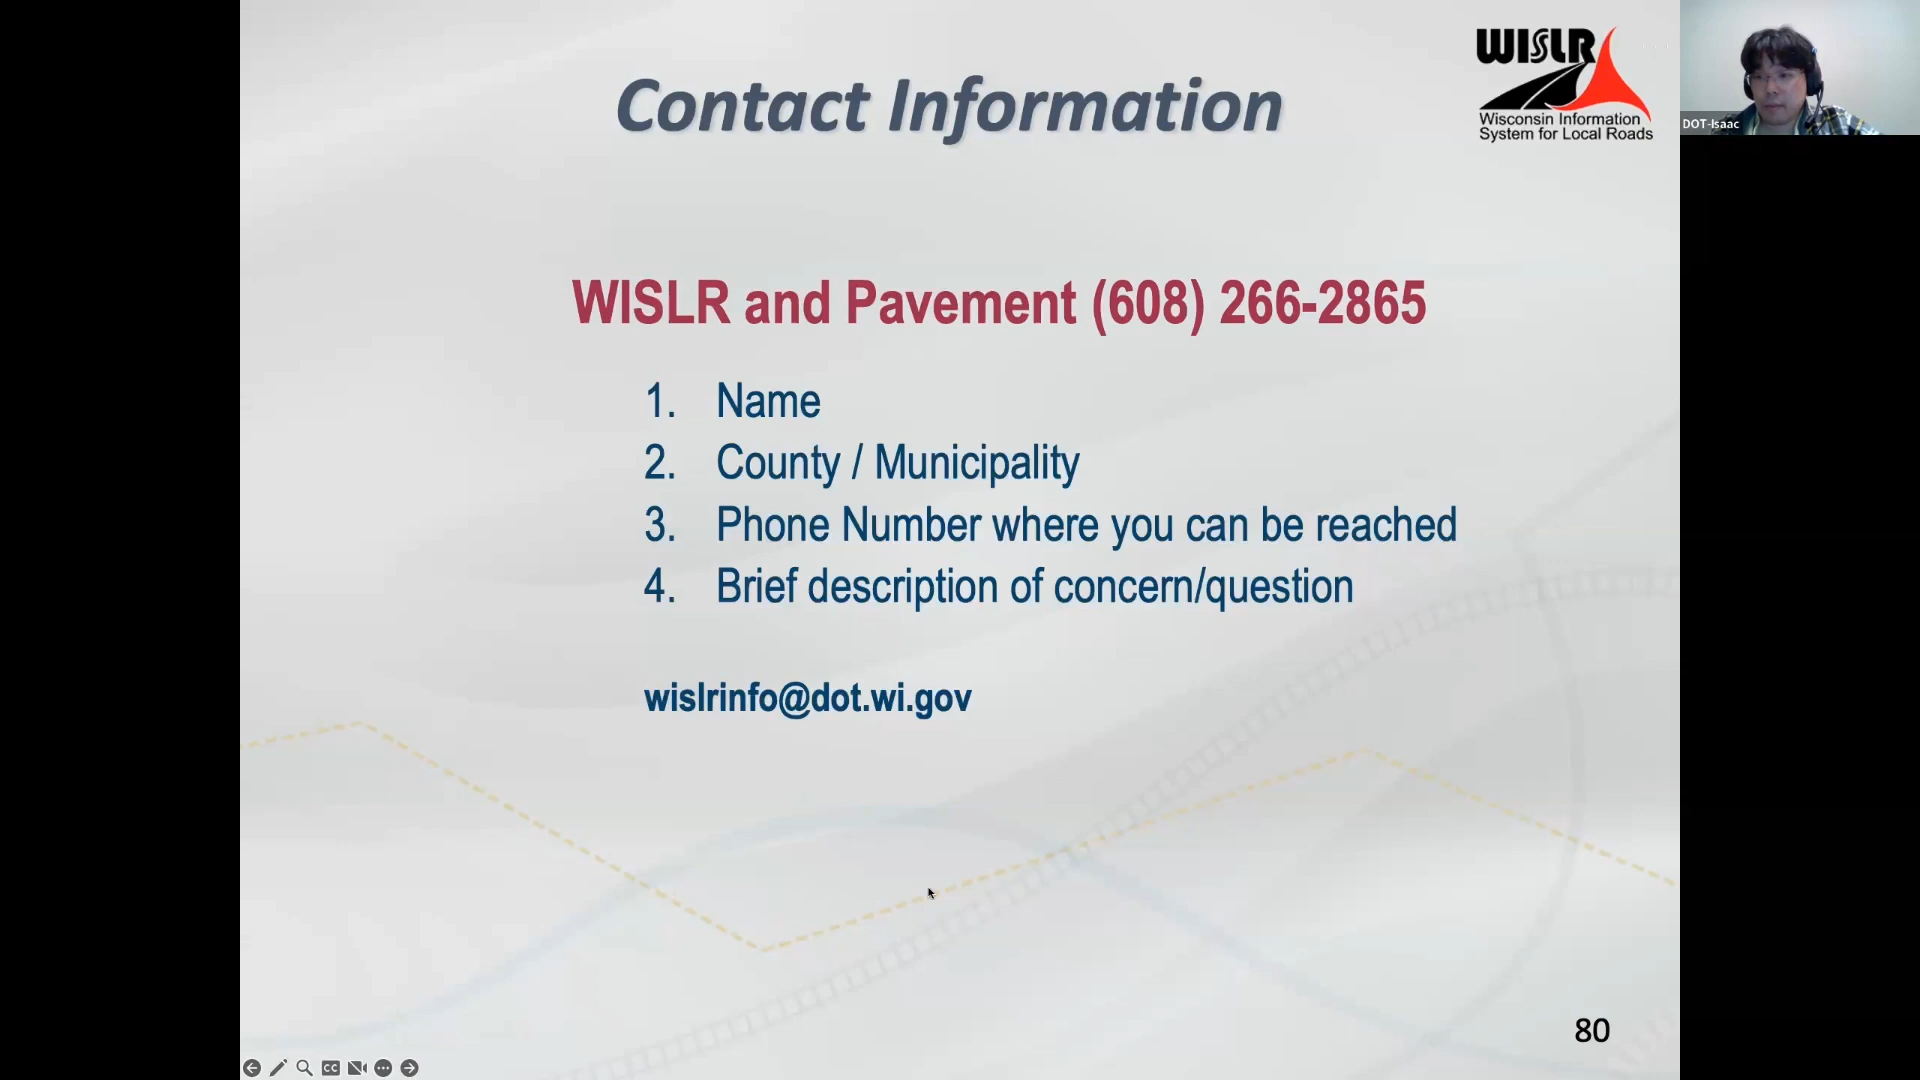 Contact Information
WISLR
Wisconsin Information
System for Local Roads
DOT-Isaac
WISLR and Pavement (608) 266-2865
1. Name
2. County / Municipality
3. Phone Number where you can be reached
4. Brief description of concern/question
wislrinfo@dot.wi.gov
80
CC